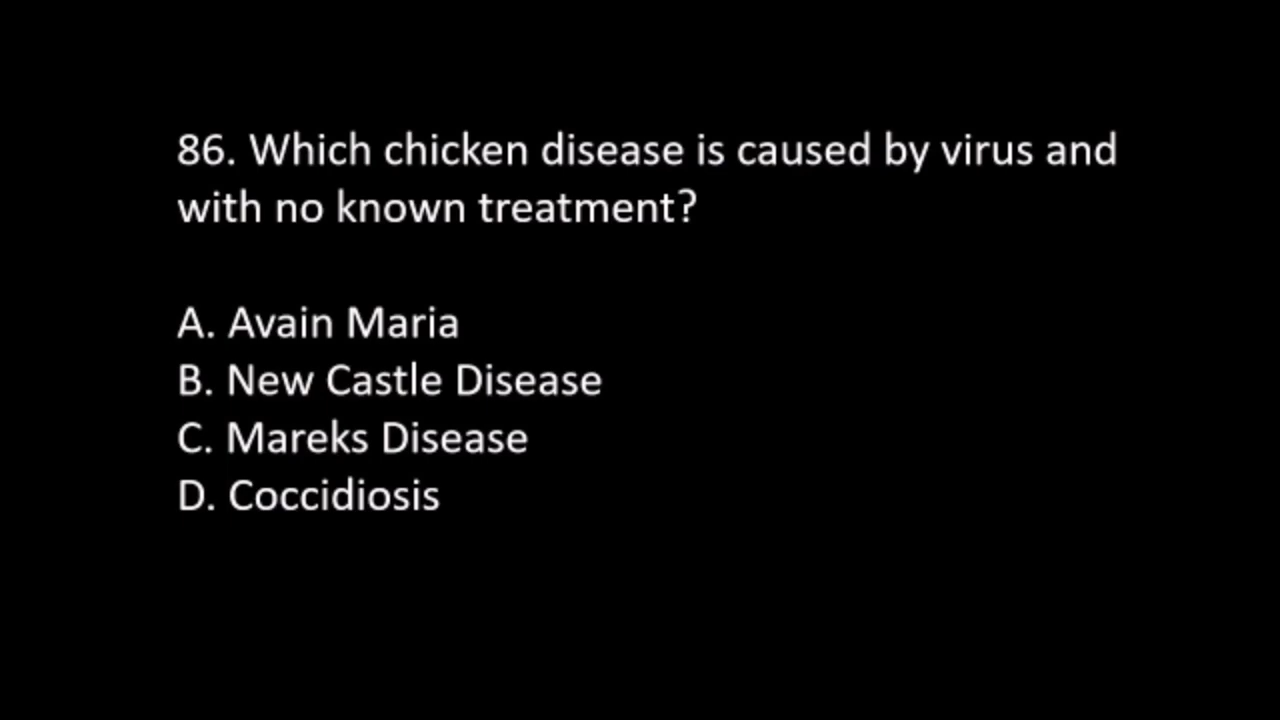 86. Which chicken disease is caused by virus and
with no known treatment?
A. Avain Maria
B. New Castle Disease
C. Mareks Disease
D. Coccidiosis